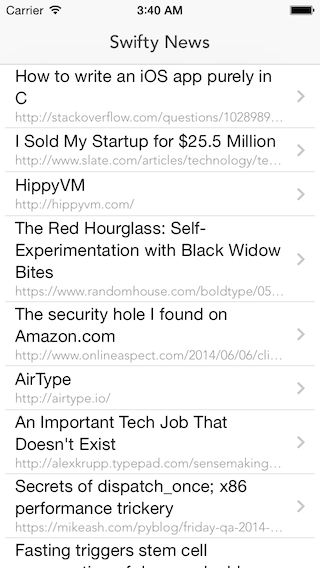 Carrier 3:40 AM
Swifty News
How to write an iOS app purely in
C
http://stackoverflow.com/questions/1028989...
I Sold My Startup for $25.5 Million
http://www.slate.com/articles/technology/te...
HippyVM
http://hippyvm.com/
The Red Hourglass: Self-
Experimentation with Black Widow
Bites
https://www.randomhouse.com/boldtype/05...
The security hole I found on
Amazon.com
http://www.onlineaspect.com/2014/06/06/cli...
AirType
http://airtype.io/
An Important Tech Job That
Doesn't Exist
http://alexkrupp.typepad.com/sensemaking...
Secrets of dispatch_once; x86
performance trickery
https://mikeash.com/pyblog/friday-qa-2014-...
Fasting triggers stem cell